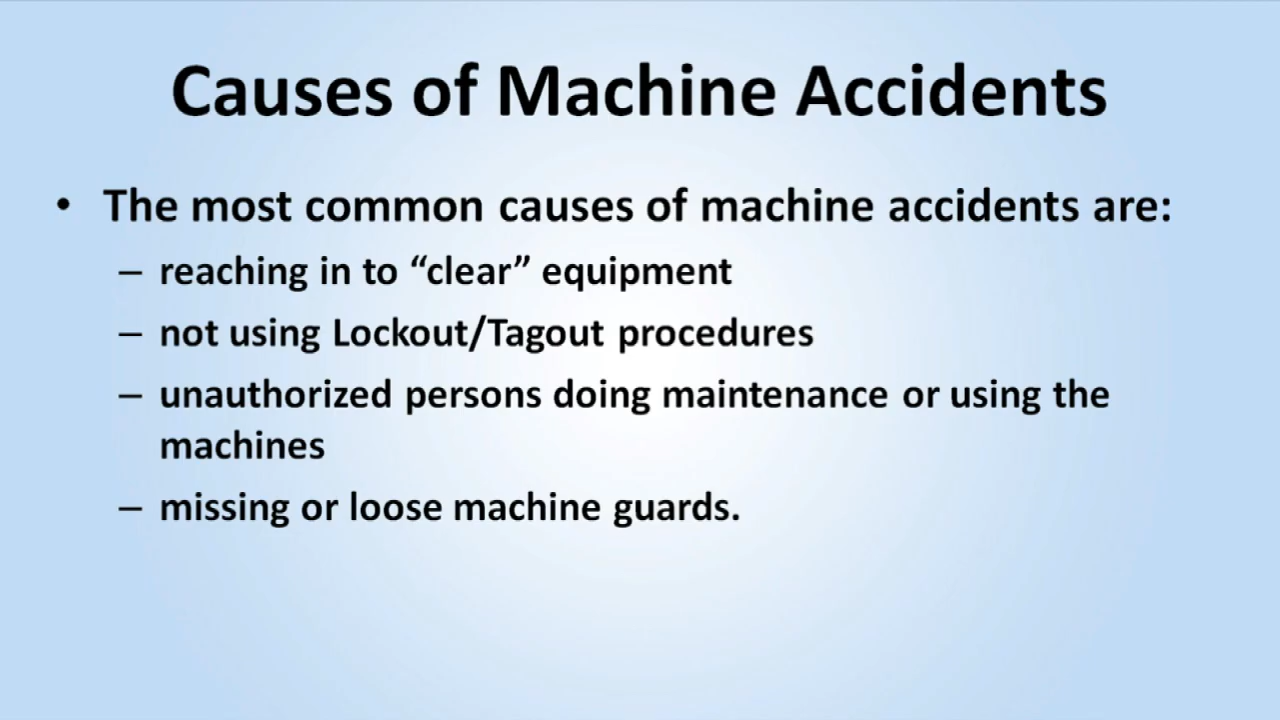 Causes of Machine Accidents
• The most common causes of machine accidents are:
– reaching in to “clear” equipment
– not using Lockout/Tagout procedures
– unauthorized persons doing maintenance or using the
machines
– missing or loose machine guards.